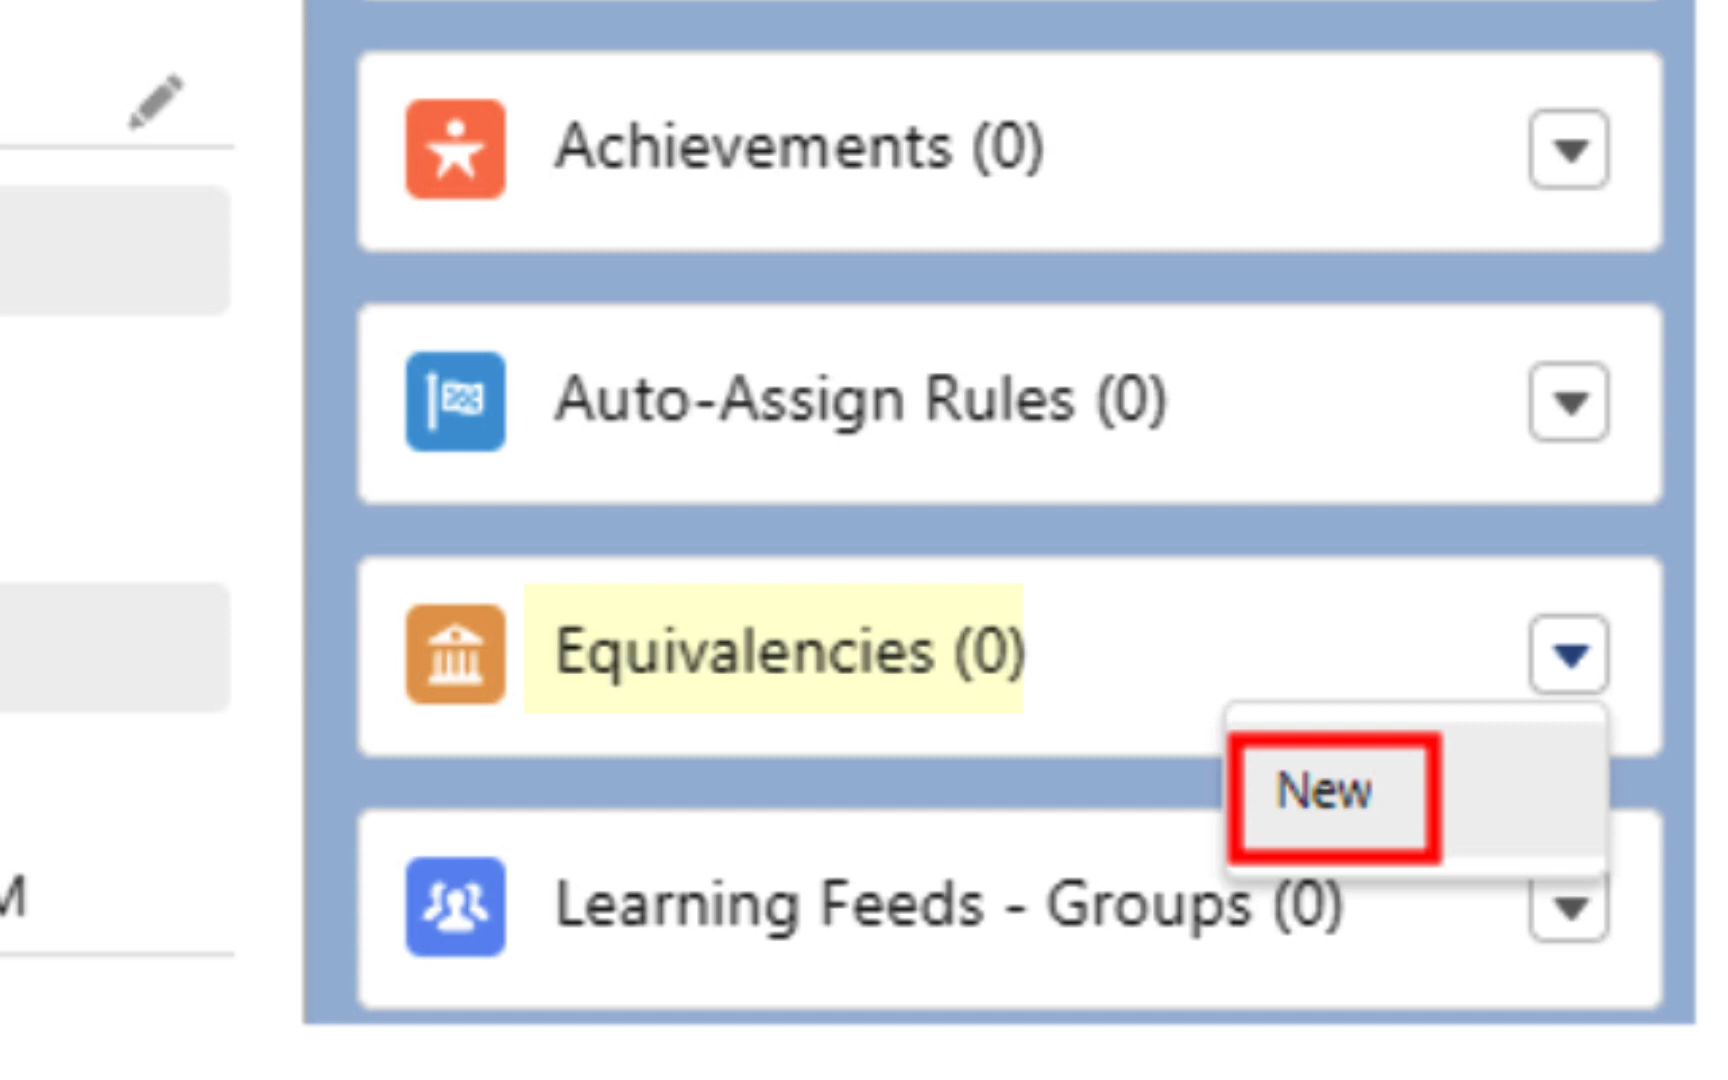 Achievements (0)
Auto-Assign Rules (0)
Equivalencies (0)
New
M
Learning Feeds - Groups (0)